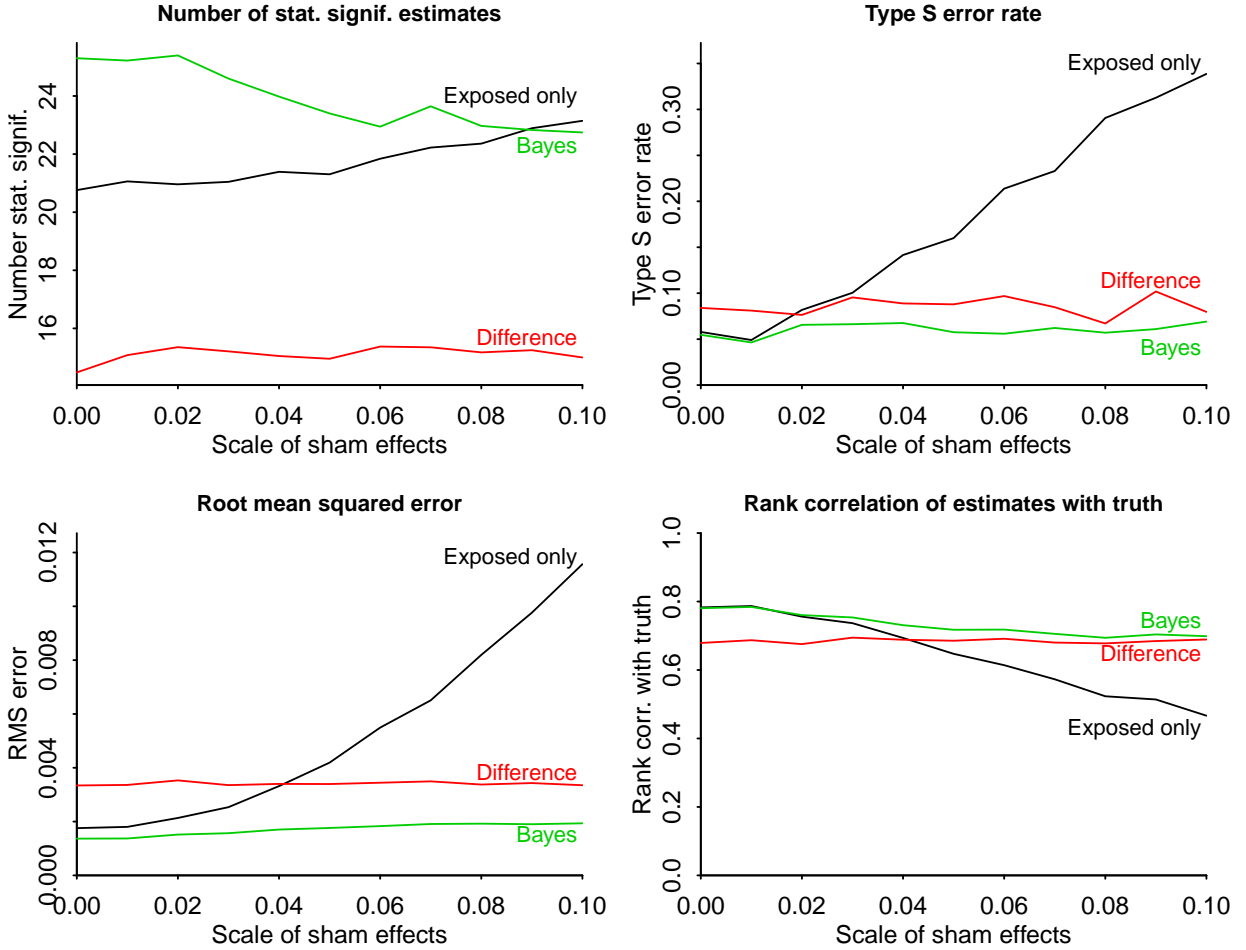 Number of stat. signif. estimates
Number stat. signif.
24
22
20
18
16
Exposed only
Bayes
Difference
0.00 0.02 0.04 0.06 0.08 0.10
Scale of sham effects
Type S error rate
Type S error rate
0.30
0.20
0.10
0.00
Exposed only
Difference
Bayes
0.00 0.02 0.04 0.06 0.08 0.10
Scale of sham effects
Root mean squared error
RMS error
0.012
0.008
0.004
0.000
Exposed only
Difference
Bayes
0.00 0.02 0.04 0.06 0.08 0.10
Scale of sham effects
Rank correlation of estimates with truth
Rank corr. with truth
1.0
0.8
0.6
0.4
0.2
0.0
Bayes
Difference
Exposed only
0.00 0.02 0.04 0.06 0.08 0.10
Scale of sham effects